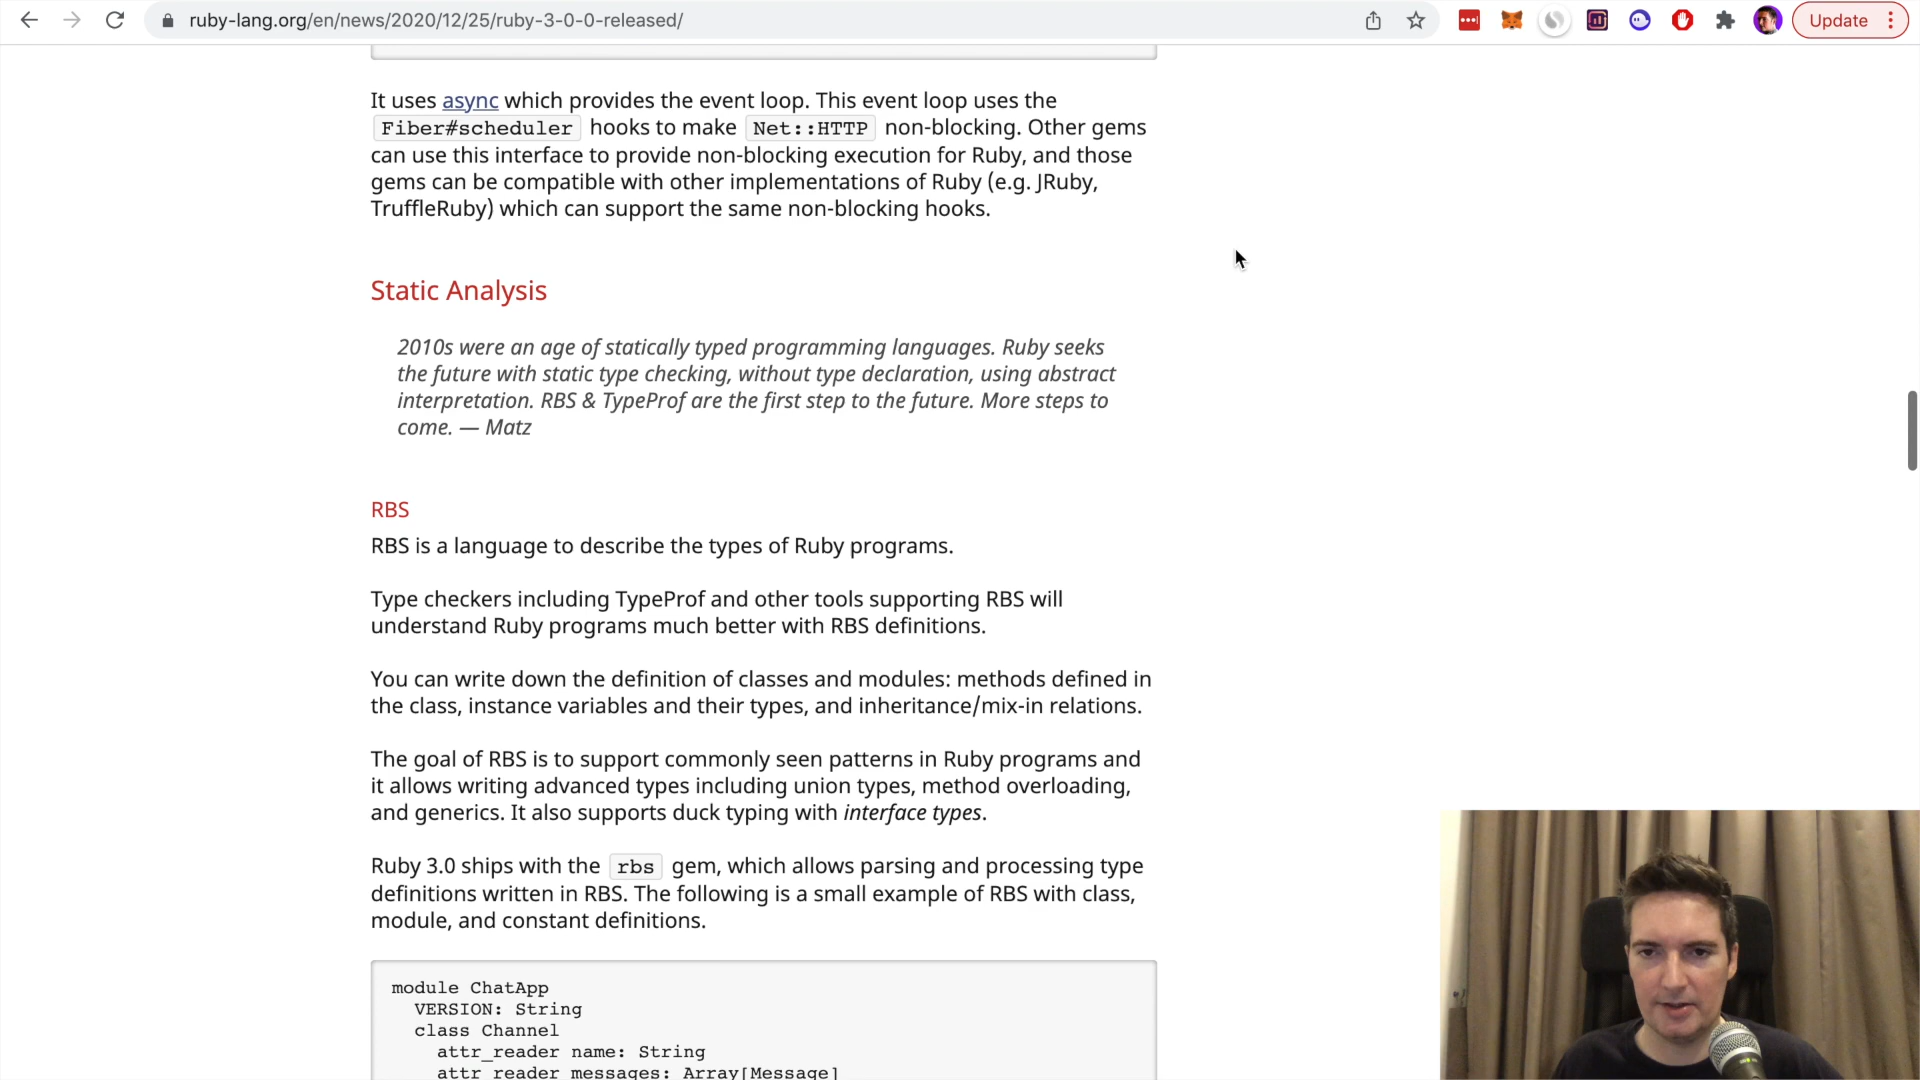 ruby-lang.org/en/news/2020/12/25/ruby-3-0-0-released/
Update
It uses async which provides the event loop. This event loop uses the
Fiber#scheduler hooks to make Net::HTTP non-blocking. Other gems
can use this interface to provide non-blocking execution for Ruby, and those
gems can be compatible with other implementations of Ruby (e.g. JRuby,
TruffleRuby) which can support the same non-blocking hooks.
Static Analysis
2010s were an age of statically typed programming languages. Ruby seeks
the future with static type checking, without type declaration, using abstract
interpretation. RBS & TypeProf are the first step to the future. More steps to
come. — Matz
RBS
RBS is a language to describe the types of Ruby programs.
Type checkers including TypeProf and other tools supporting RBS will
understand Ruby programs much better with RBS definitions.
You can write down the definition of classes and modules: methods defined in
the class, instance variables and their types, and inheritance/mix-in relations.
The goal of RBS is to support commonly seen patterns in Ruby programs and
it allows writing advanced types including union types, method overloading,
and generics. It also supports duck typing with interface types.
Ruby 3.0 ships with the rbs gem, which allows parsing and processing type
definitions written in RBS. The following is a small example of RBS with class,
module, and constant definitions.
module ChatApp
VERSION: String
class Channel
attr_reader name: String
attr_reader messages: Array[Message]